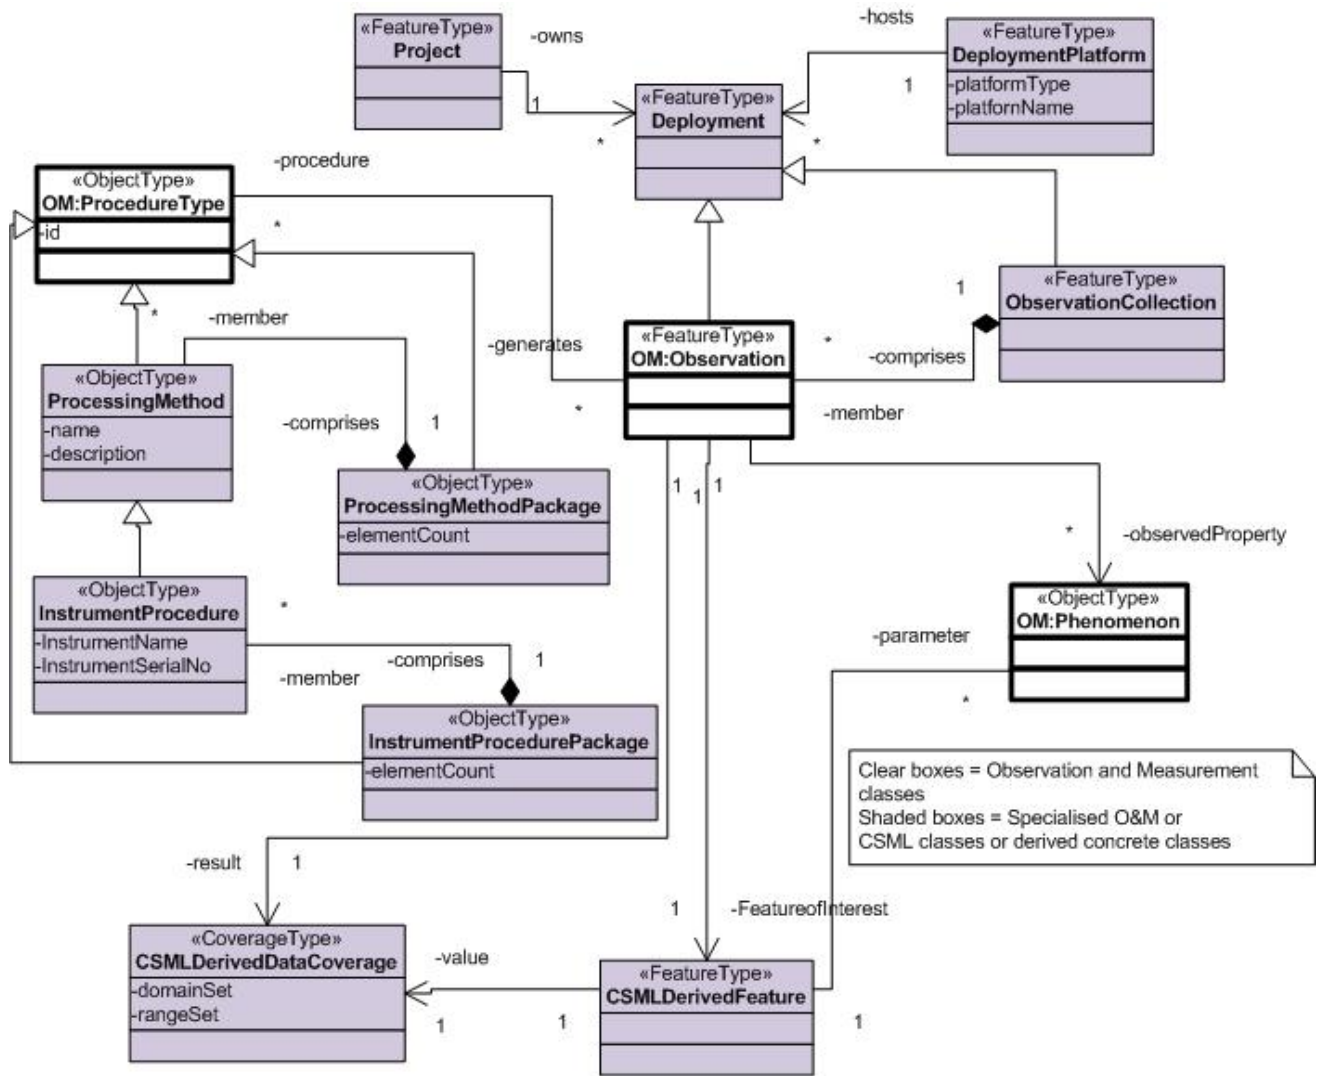 «FeatureType»
Project
-owns
1
*
«FeatureType»
Deployment
-hosts
1
*
«FeatureType»
DeploymentPlatform
-platformType
-platfornName
«ObjectType»
OM:ProcedureType
-id
-procedure
*
*
-member
«ObjectType»
ProcessingMethod
-name
-description
-comprises
1
«ObjectType»
ProcessingMethodPackage
-elementCount
-generates
*
«FeatureType»
OM:Observation
*
-comprises
-member
1
«FeatureType»
ObservationCollection
«ObjectType»
InstrumentProcedure
-InstrumentName
-InstrumentSerialNo
*
-member
-comprises
1
«ObjectType»
InstrumentProcedurePackage
-elementCount
1
1
1
*
-observedProperty
«ObjectType»
OM:Phenomenon
-parameter
*
Clear boxes = Observation and Measurement
classes
Shaded boxes = Specialised O&M or
CSML classes or derived concrete classes
-result
1
1
-FeatureofInterest
«CoverageType»
CSMLDerivedDataCoverage
-domainSet
-rangeSet
-value
1
1
«FeatureType»
CSMLDerivedFeature
1